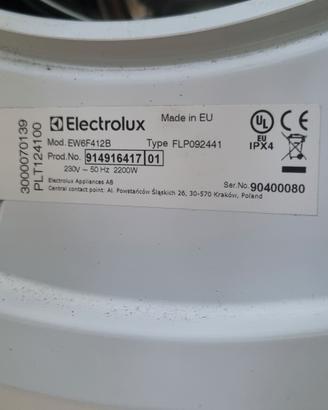 3000070139
PLT124100
Electrolux Made in EU
Mod. EW6F412B Type FLP092441
Prod.No. 914916417 01
230V ~ 50 Hz 2200W
Electrolux Appliances AB
Central contact point: Al. Powstańców Śląskich 26, 30-570 Kraków, Poland
Ser.No. 90400080
UL CE
EU
IPX4